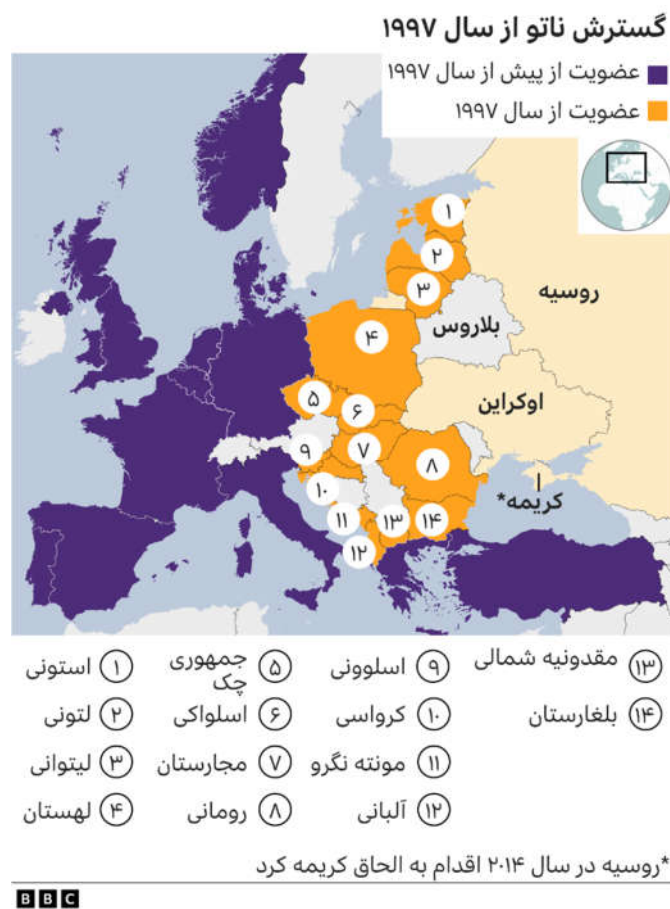 گسترش ناتو از سال ۱۹۹۷
عضویت از پیش از سال ۱۹۹۷
عضویت از سال ۱۹۹۷
۱
۲
۳
روسیه
بلاروس
۴
اوکراین
۵
۶
۷
۸
۹
۱۰
کریمه*
۱۱
۱۳
۱۴
۱۲
۱ استونی
۲ لتونی
۳ لیتوانی
۴ لهستان
۵ جمهوری
چک
۶ اسلواکی
۷ مجارستان
۸ رومانی
۹ اسلوونی
۱۰ کرواسی
۱۱ مونته نگرو
۱۲ آلبانی
۱۳ مقدونیه شمالی
۱۴ بلغارستان
*روسیه در سال ۲۰۱۴ اقدام به الحاق کریمه کرد
BBC